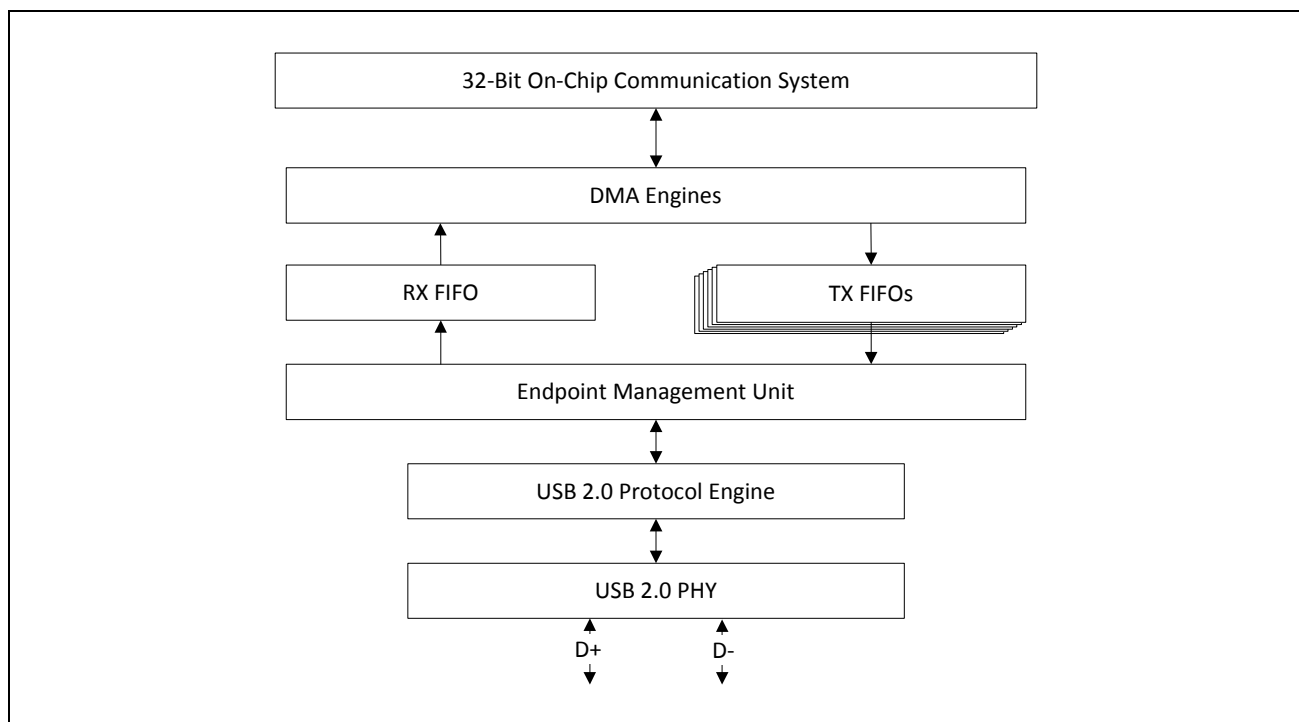 32-Bit On-Chip Communication System
DMA Engines
RX FIFO
TX FIFOs
Endpoint Management Unit
USB 2.0 Protocol Engine
USB 2.0 PHY
D+
D-